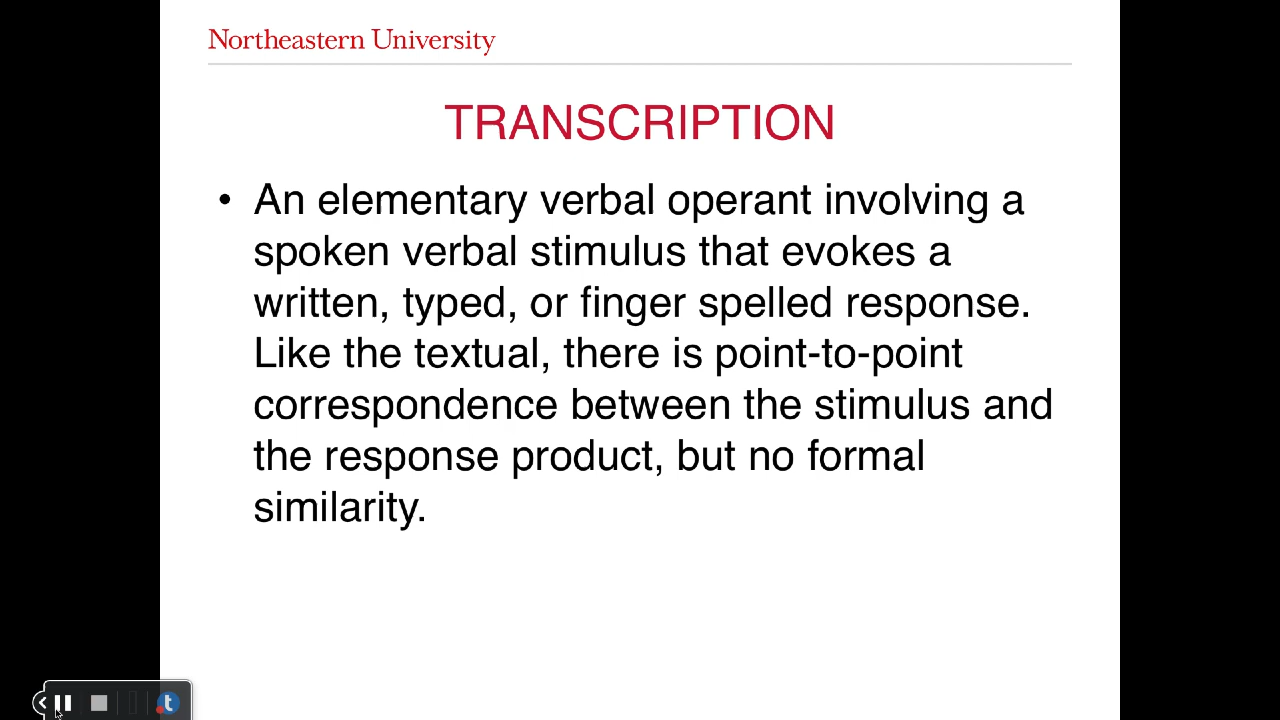 Northeastern University
TRANSCRIPTION
• An elementary verbal operant involving a
spoken verbal stimulus that evokes a
written, typed, or finger spelled response.
Like the textual, there is point-to-point
correspondence between the stimulus and
the response product, but no formal
similarity.
t